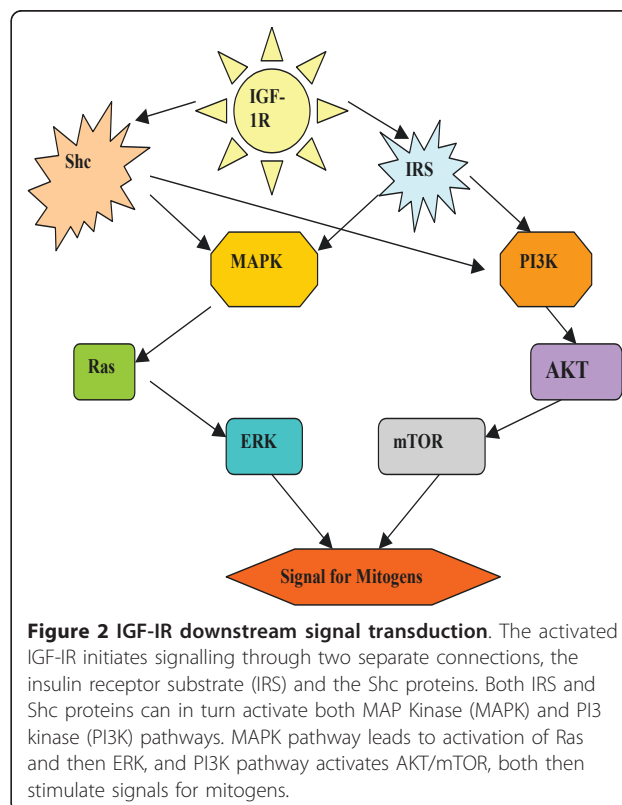 IGF-
1R
Shc
IRS
MAPK
PI3K
Ras
AKT
ERK
mTOR
Signal for Mitogens
Figure 2 IGF-IR downstream signal transduction. The activated
IGF-IR initiates signalling through two separate connections, the
insulin receptor substrate (IRS) and the Shc proteins. Both IRS and
Shc proteins can in turn activate both MAP Kinase (MAPK) and PI3
kinase (PI3K) pathways. MAPK pathway leads to activation of Ras
and then ERK, and PI3K pathway activates AKT/mTOR, both then
stimulate signals for mitogens.